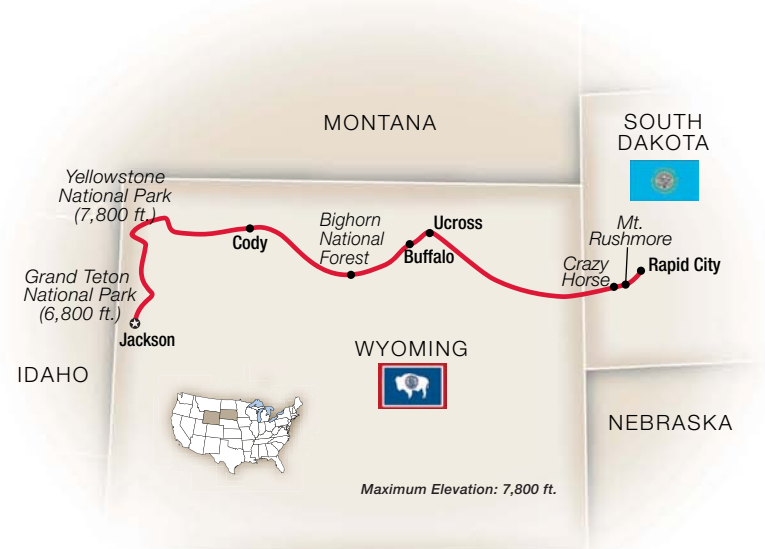 MONTANA
SOUTH
DAKOTA
Yellowstone
National Park
(7,800 ft.)
Cody
Bighorn
National
Forest
Ucross
Buffalo
Mt.
Rushmore
Crazy
Horse
Rapid City
Grand Teton
National Park
(6,800 ft.)
Jackson
WYOMING
IDAHO
NEBRASKA
Maximum Elevation: 7,800 ft.